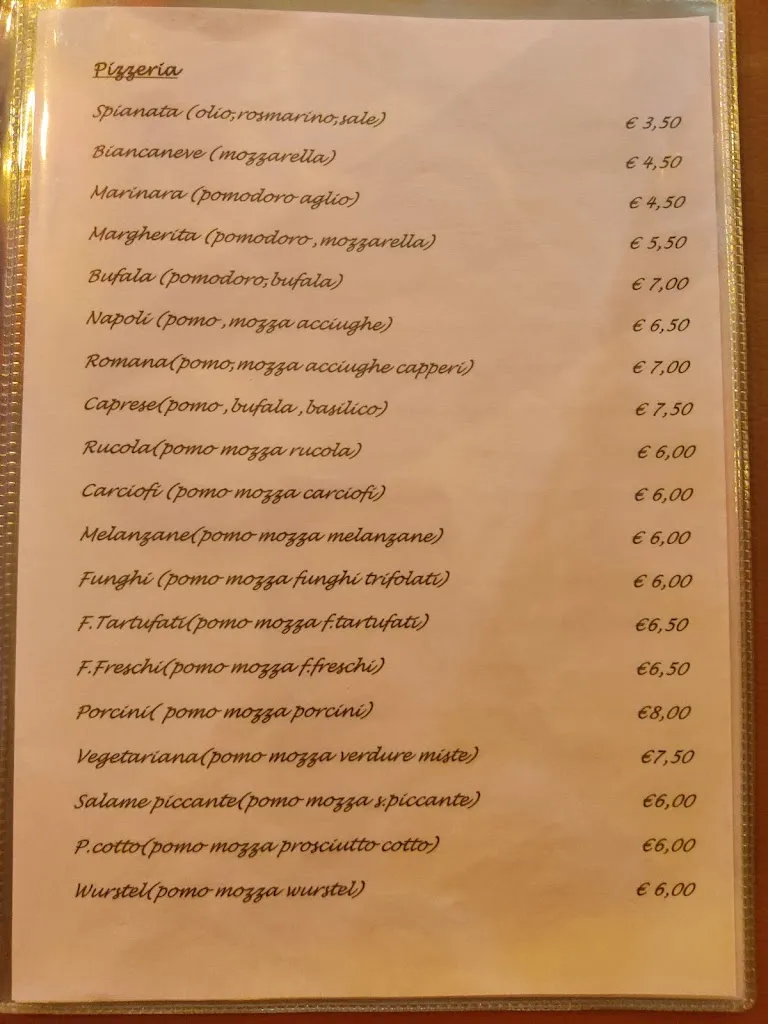 Pizzeria
Spianata (olio,rosmarino,sale) € 3,50
Biancaneve (mozzarella) € 4,50
Marinara (pomodoro aglio) € 4,50
Margherita (pomodoro ,mozzarella) € 5,50
Bufala (pomodoro,bufala) € 7,00
Napoli (pomo ,mozza acciughe) € 6,50
Romana(pomo,mozza acciughe capperi) € 7,00
Caprese(pomo ,bufala ,basilico) € 7,50
Rucola(pomo mozza rucola) € 6,00
Carciofi (pomo mozza carciofi) € 6,00
Melanzane(pomo mozza melanzane) € 6,00
Funghi (pomo mozza funghi trifolati) € 6,00
F.Tartufati(pomo mozza f.tartufati) €6,50
F.Freschi(pomo mozza f.freschi) €6,50
Porcini( pomo mozza porcini) €8,00
Vegetariana(pomo mozza verdure miste) €7,50
Salame piccante(pomo mozza s.piccante) €6,00
P.cotto(pomo mozza prosciutto cotto) €6,00
Wurstel(pomo mozza wurstel) € 6,00